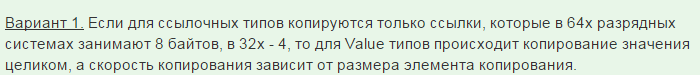 Вариант 1. Если для ссылочных типов копируются только ссылки, которые в 64х разрядных
системах занимают 8 байтов, в 32х - 4, то для Value типов происходит копирование значения
целиком, а скорость копирования зависит от размера элемента копирования.